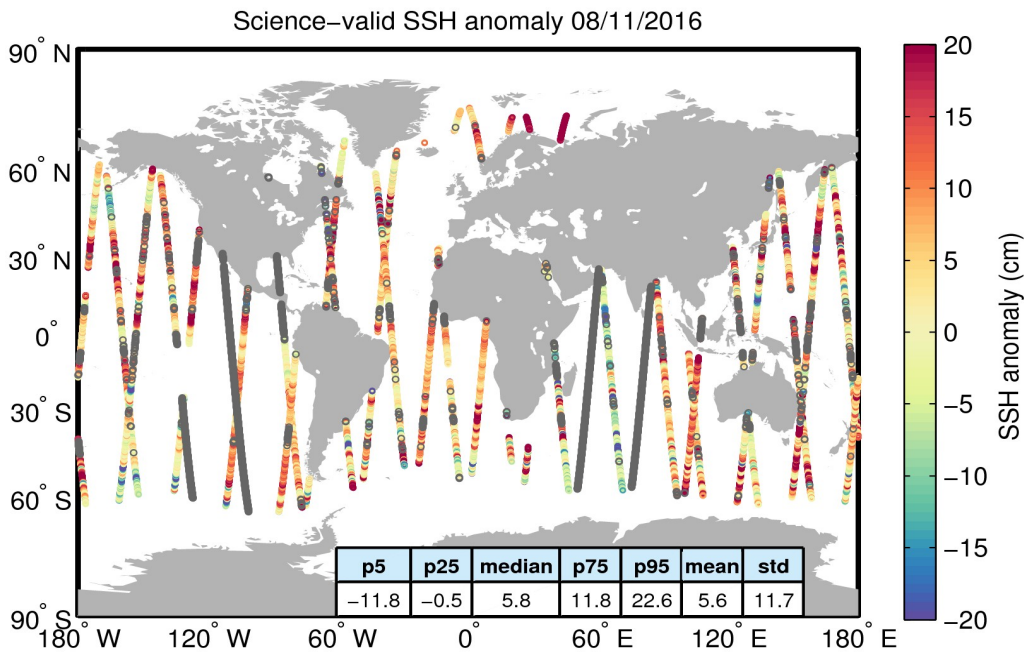 Science−valid SSH anomaly 08/11/2016
90° N
60° N
30° N
0°
30° S
60° S
90° S
180° W
120° W
60° W
0°
60° E
120° E
180° E
p5 p25 median p75 p95 mean std
−11.8 −0.5 5.8 11.8 22.6 5.6 11.7
20
15
10
5
0
−5
−10
−15
−20
SSH anomaly (cm)